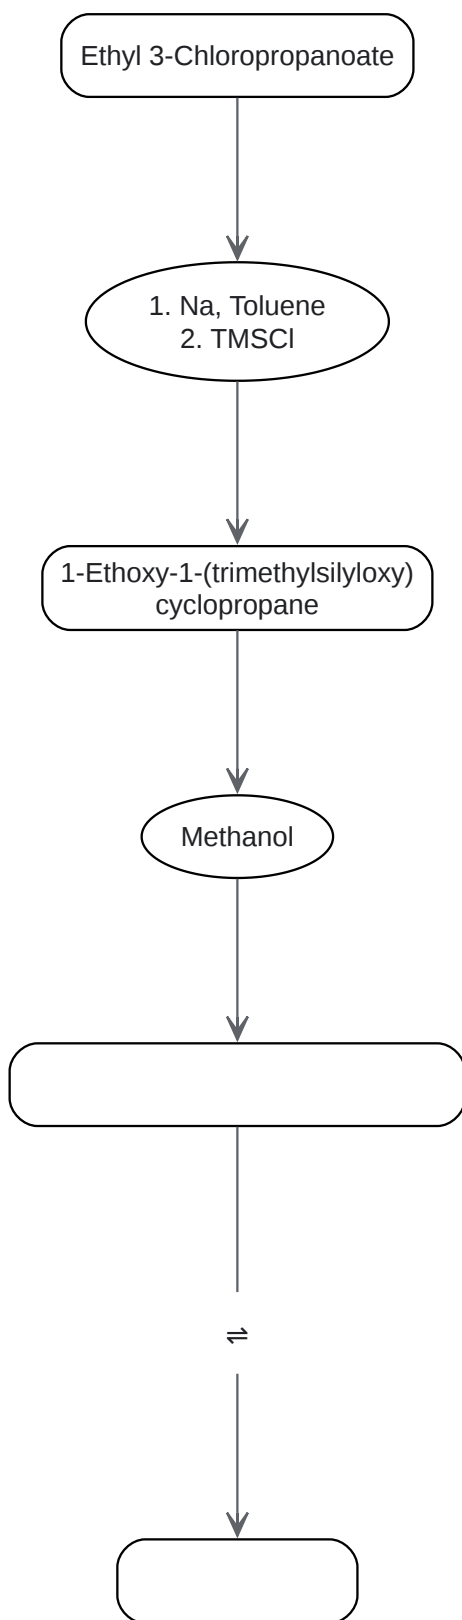 Ethyl 3-Chloropropanoate
1. Na, Toluene
2. TMSCl
1-Ethoxy-1-(trimethylsilyloxy)
cyclopropane
Methanol
⇌